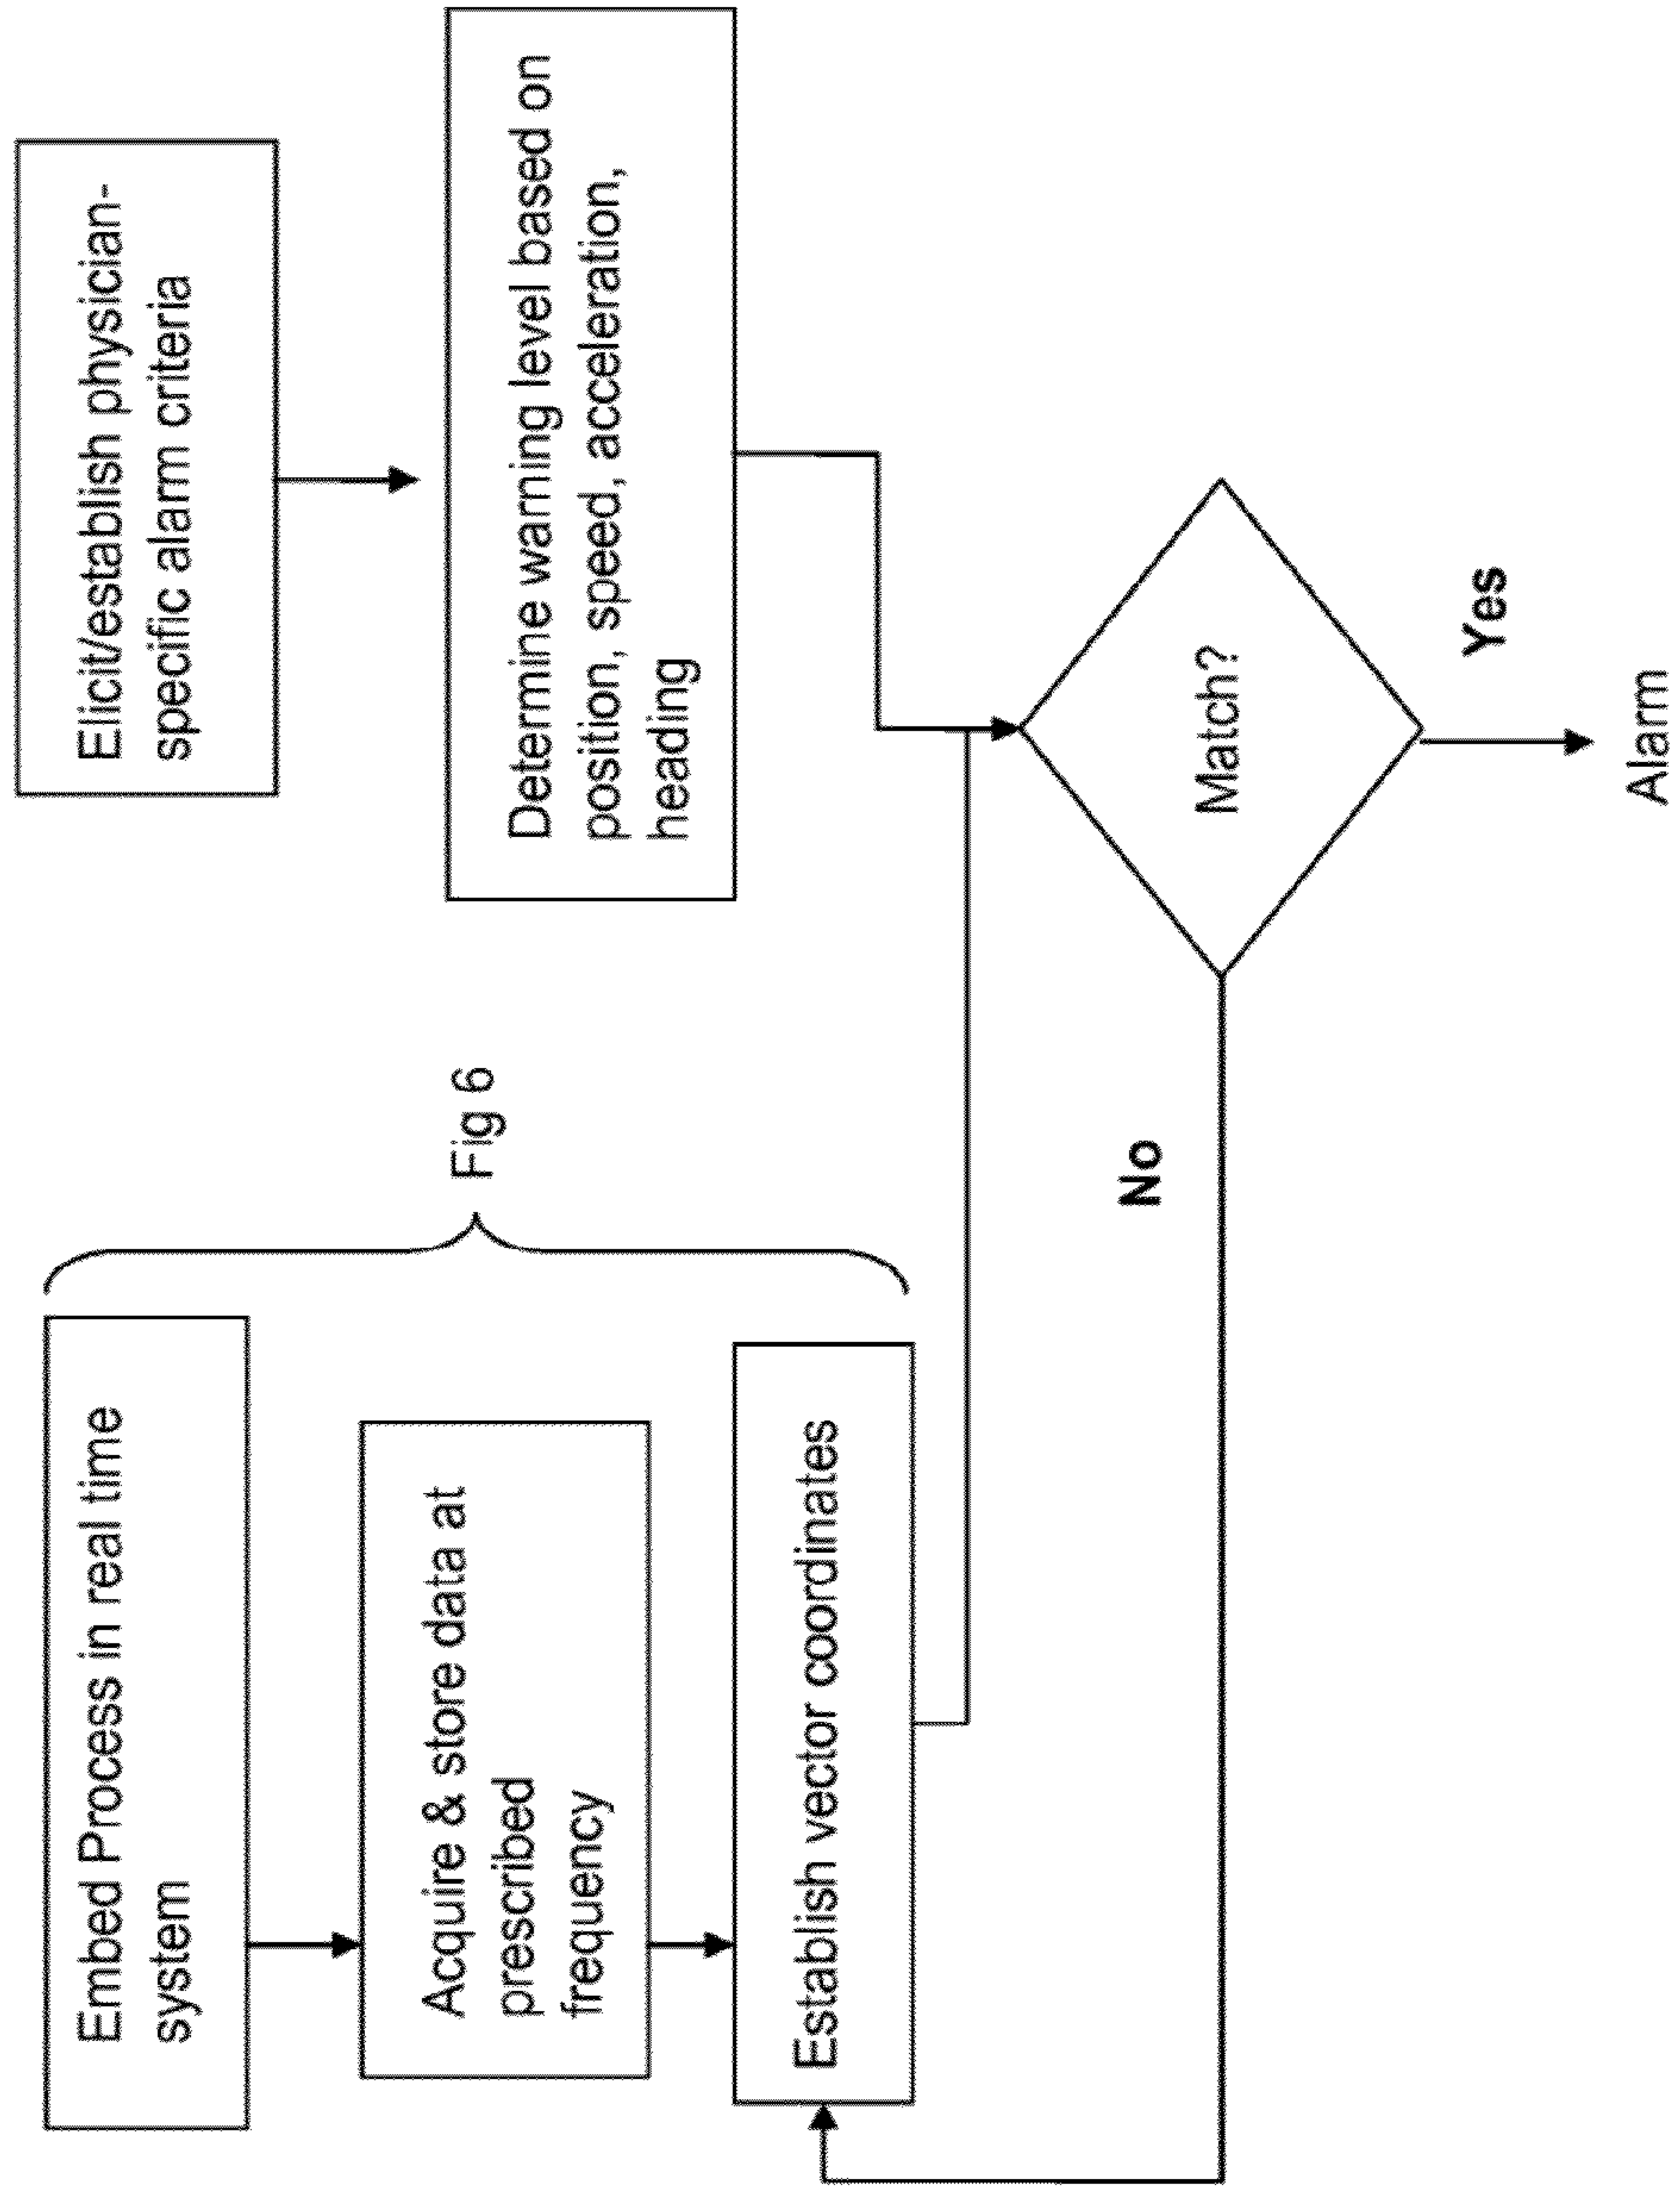 Embed Process in real time
system
Acquire & store data at
prescribed
frequency
Establish vector coordinates
Fig 6
Elicit/establish physician-
specific alarm criteria
Determine warning level based on
position, speed, acceleration,
heading
Match?
No
Yes
Alarm